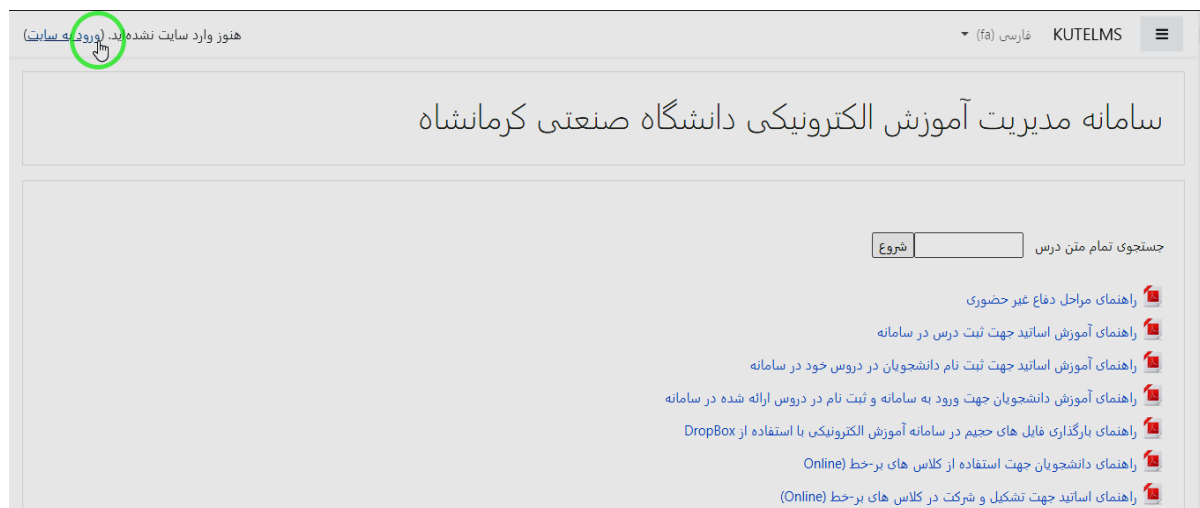 KUTELMS فارسی (fa) هنوز وارد سایت نشده‌اید. (ورود به سایت)
سامانه مدیریت آموزش الکترونیکی دانشگاه صنعتی کرمانشاه
جستجوی تمام متن درس شروع
راهنمای مراحل دفاع غیر حضوری
راهنمای آموزش اساتید جهت ثبت درس در سامانه
راهنمای آموزش اساتید جهت ثبت نام دانشجویان در دروس خود در سامانه
راهنمای آموزش دانشجویان جهت ورود به سامانه و ثبت نام در دروس ارائه شده در سامانه
راهنمای بارگذاری فایل های حجیم در سامانه آموزش الکترونیکی با استفاده از DropBox
راهنمای دانشجویان جهت استفاده از کلاس های بر-خط (Online)
راهنمای اساتید جهت تشکیل و شرکت در کلاس های بر-خط (Online)